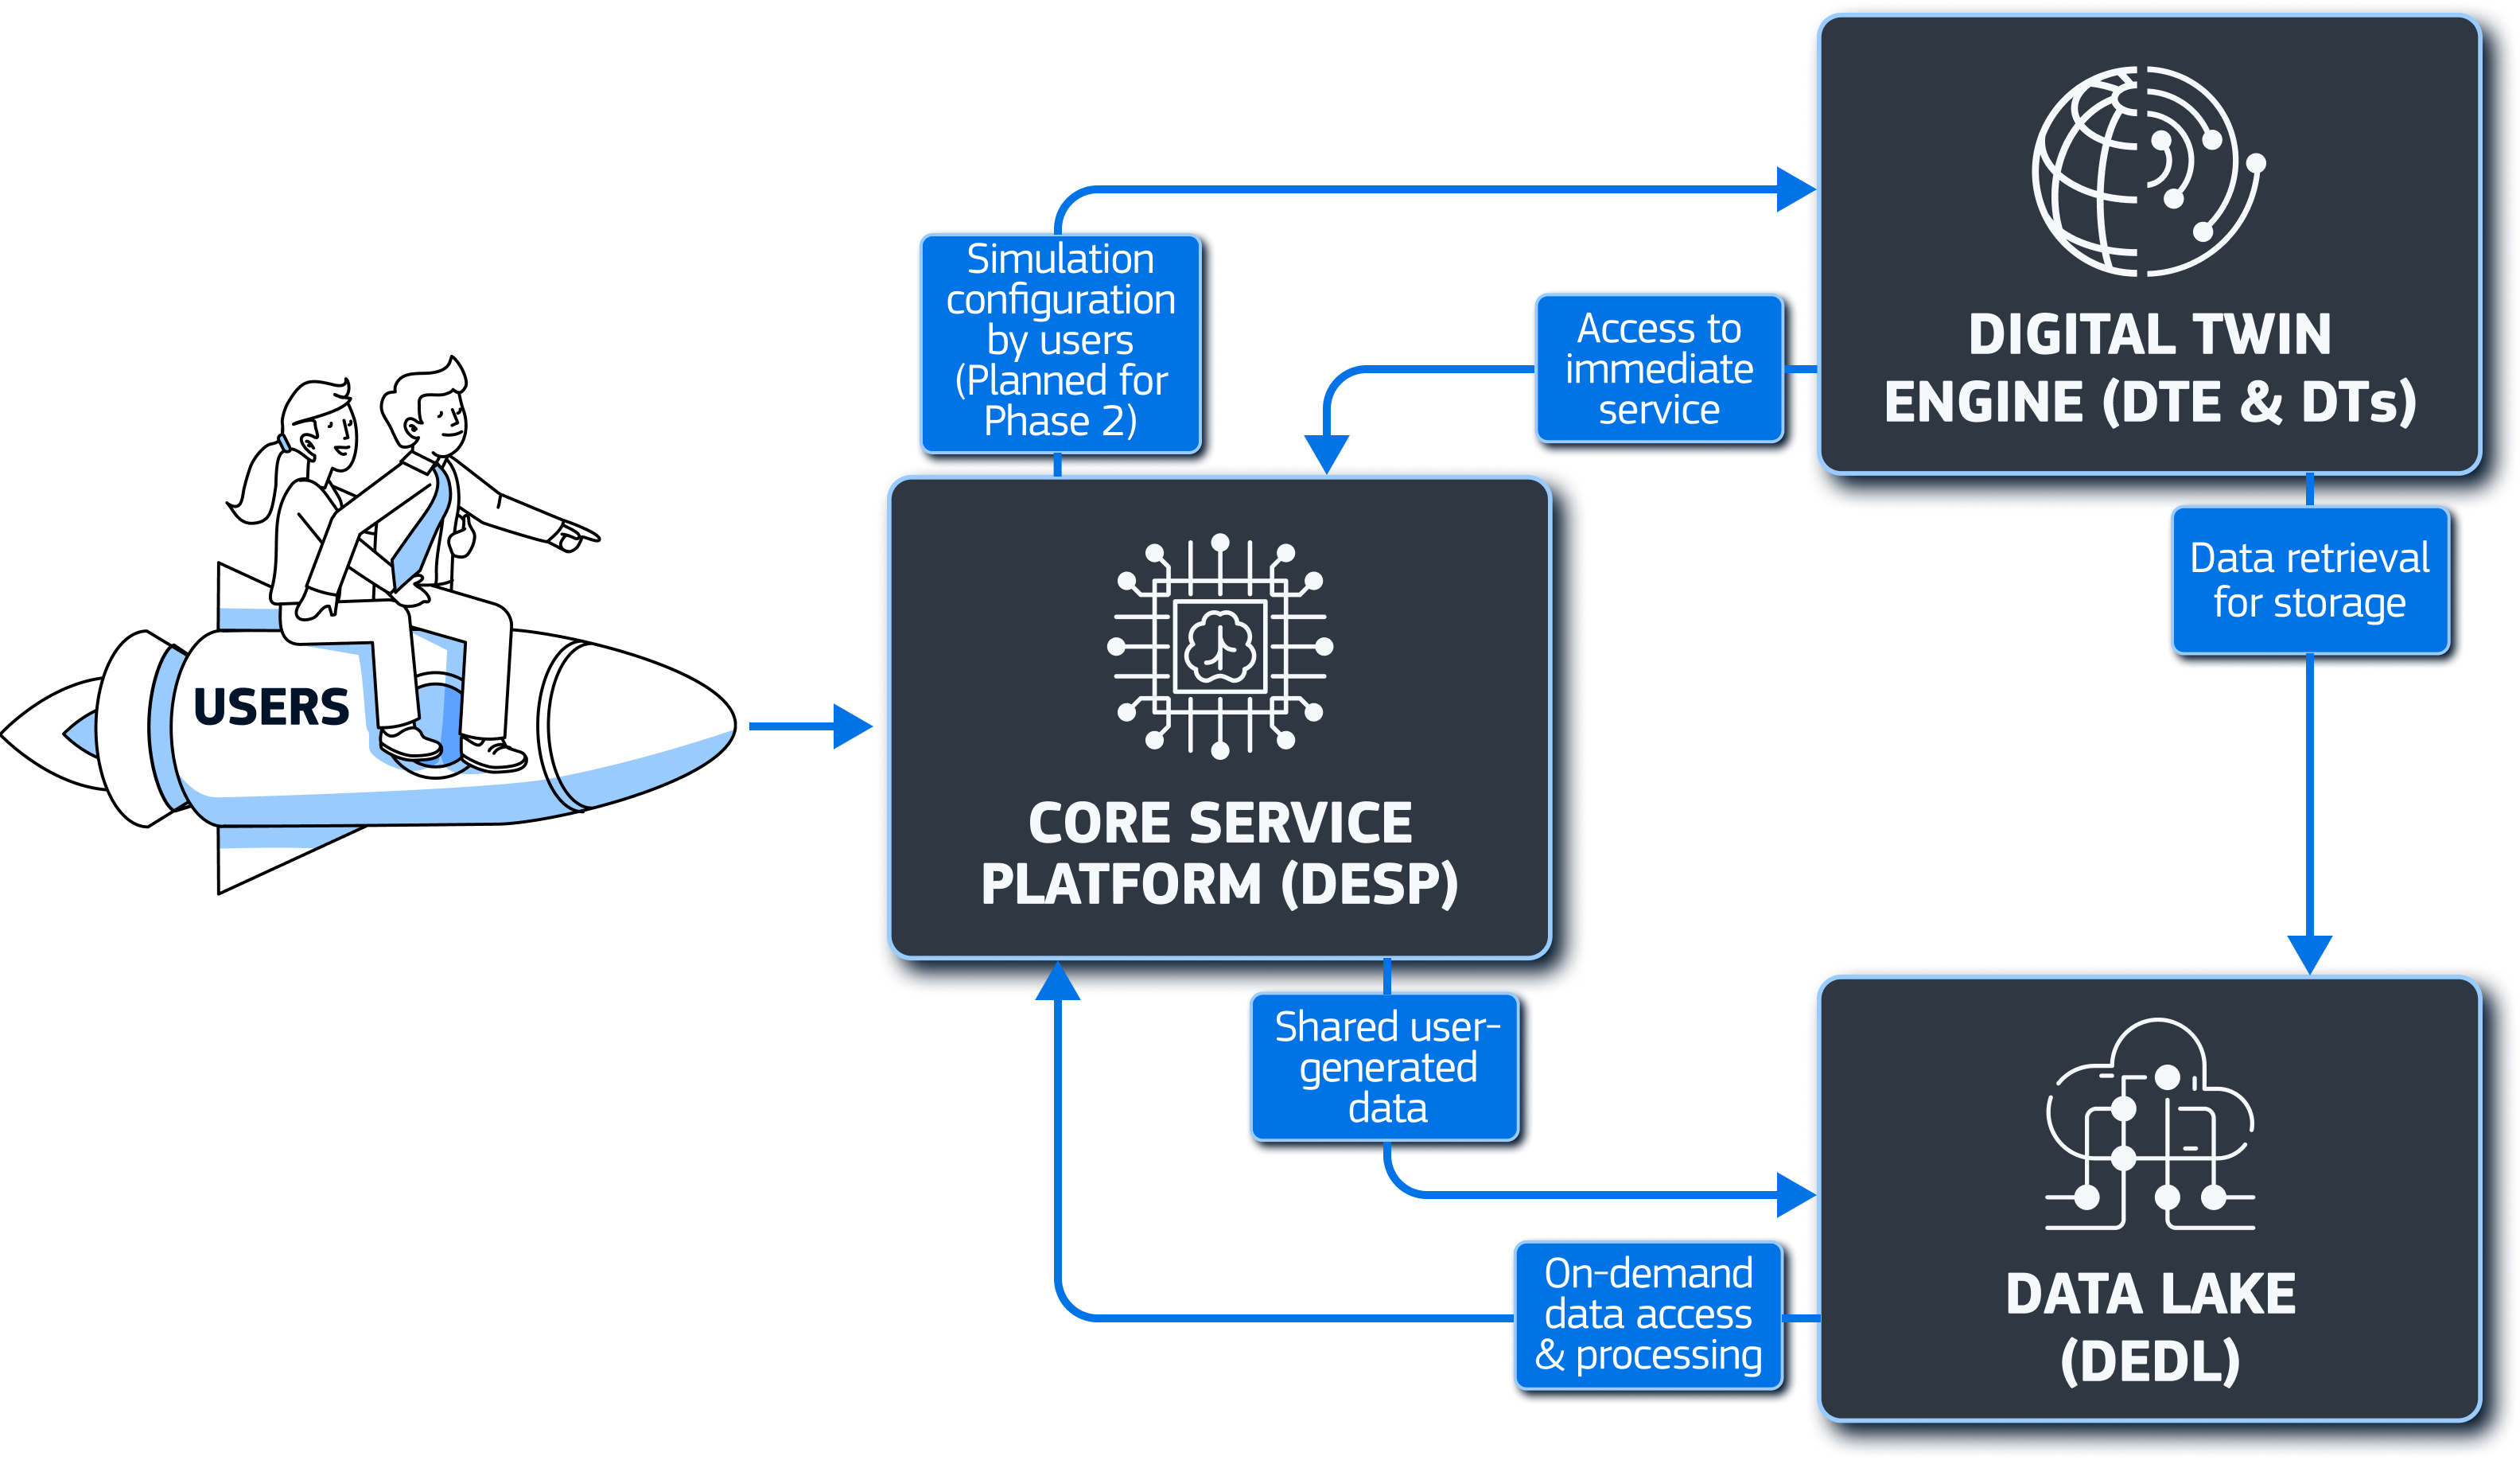 USERS
Simulation
configuration
by users
(Planned for
Phase 2)
Access to
immediate
service
DIGITAL TWIN
ENGINE (DTE & DTs)
Data retrieval
for storage
CORE SERVICE
PLATFORM (DESP)
Shared user-
generated
data
On-demand
data access
& processing
DATA LAKE
(DEDL)